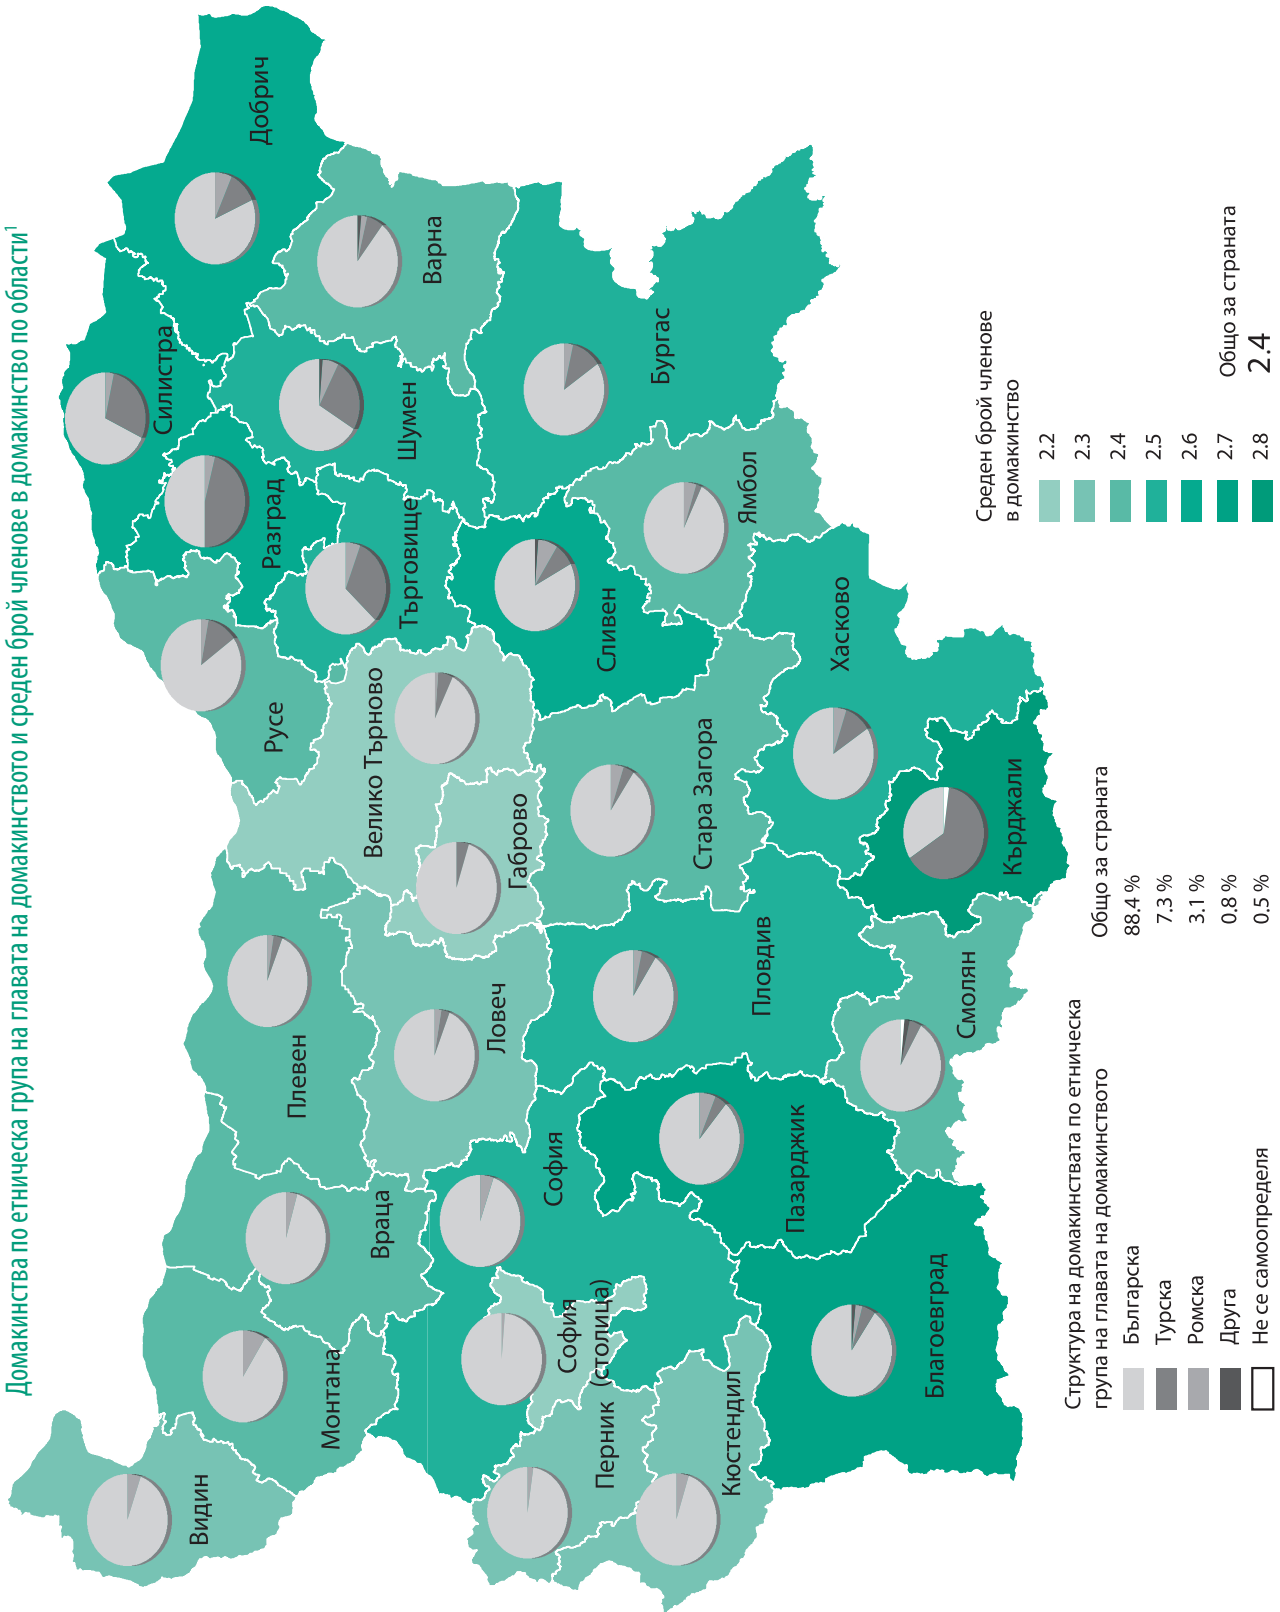 Домакинства по етническа група на главата на домакинството и среден брой членове в домакинство по области¹
Видин
Монтана
Враца
Плевен
Русе
Разград
Силистра
Добрич
Велико Търново
Търговище
Шумен
Варна
Ловеч
Габрово
София
София
(столица)
Перник
Кюстендил
Сливен
Бургас
Ямбол
Стара Загора
Пловдив
Пазарджик
Хасково
Кърджали
Смолян
Благоевград
Структура на домакинствата по етническа
група на главата на домакинството
Общо за страната
Българска 88.4 %
Турска 7.3 %
Ромска 3.1 %
Друга 0.8 %
Не се самоопределя 0.5 %
Среден брой членове
в домакинство
2.2
2.3
2.4
2.5
2.6
2.7
2.8
Общо за страната
2.4